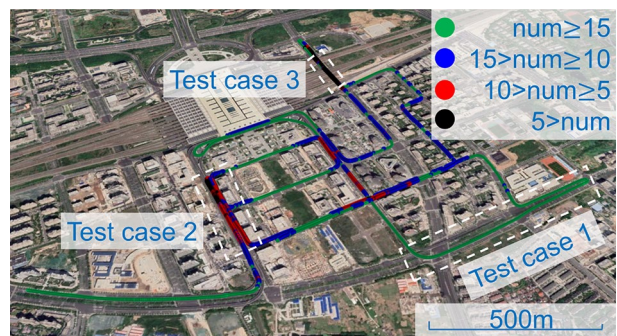 num≥15
15>num≥10
10>num≥5
5>num
Test case 3
Test case 2
Test case 1
500m